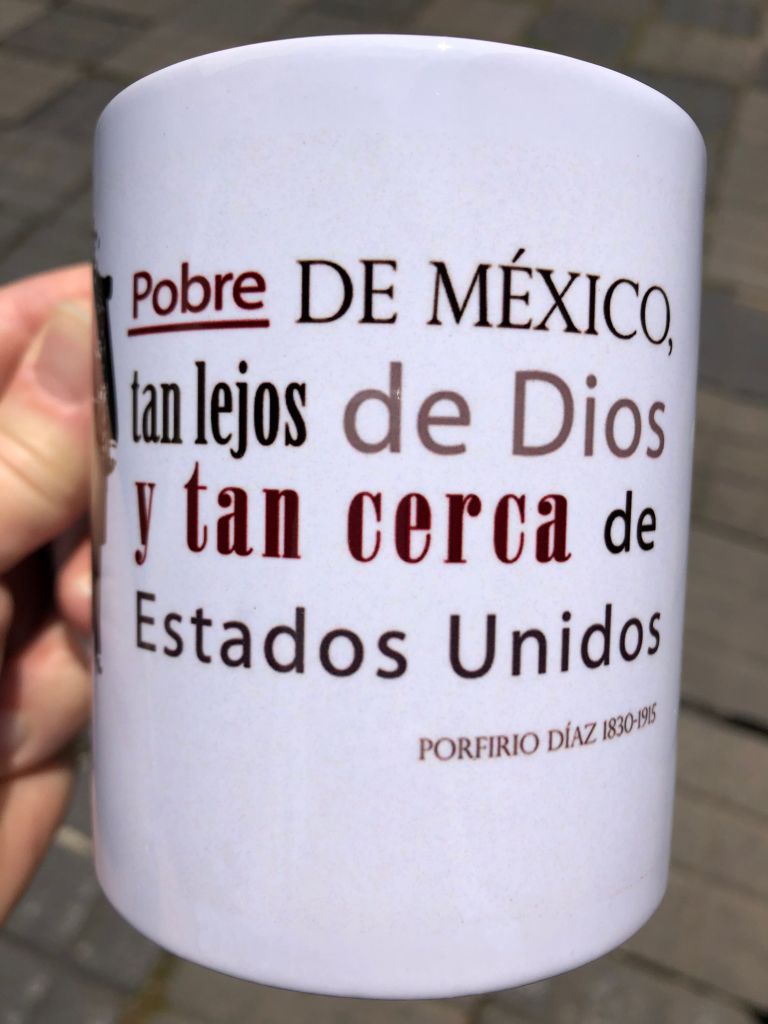 Pobre DE MÉXICO,
tan lejos de Dios
y tan cerca de
Estados Unidos
PORFIRIO DÍAZ 1830-1915